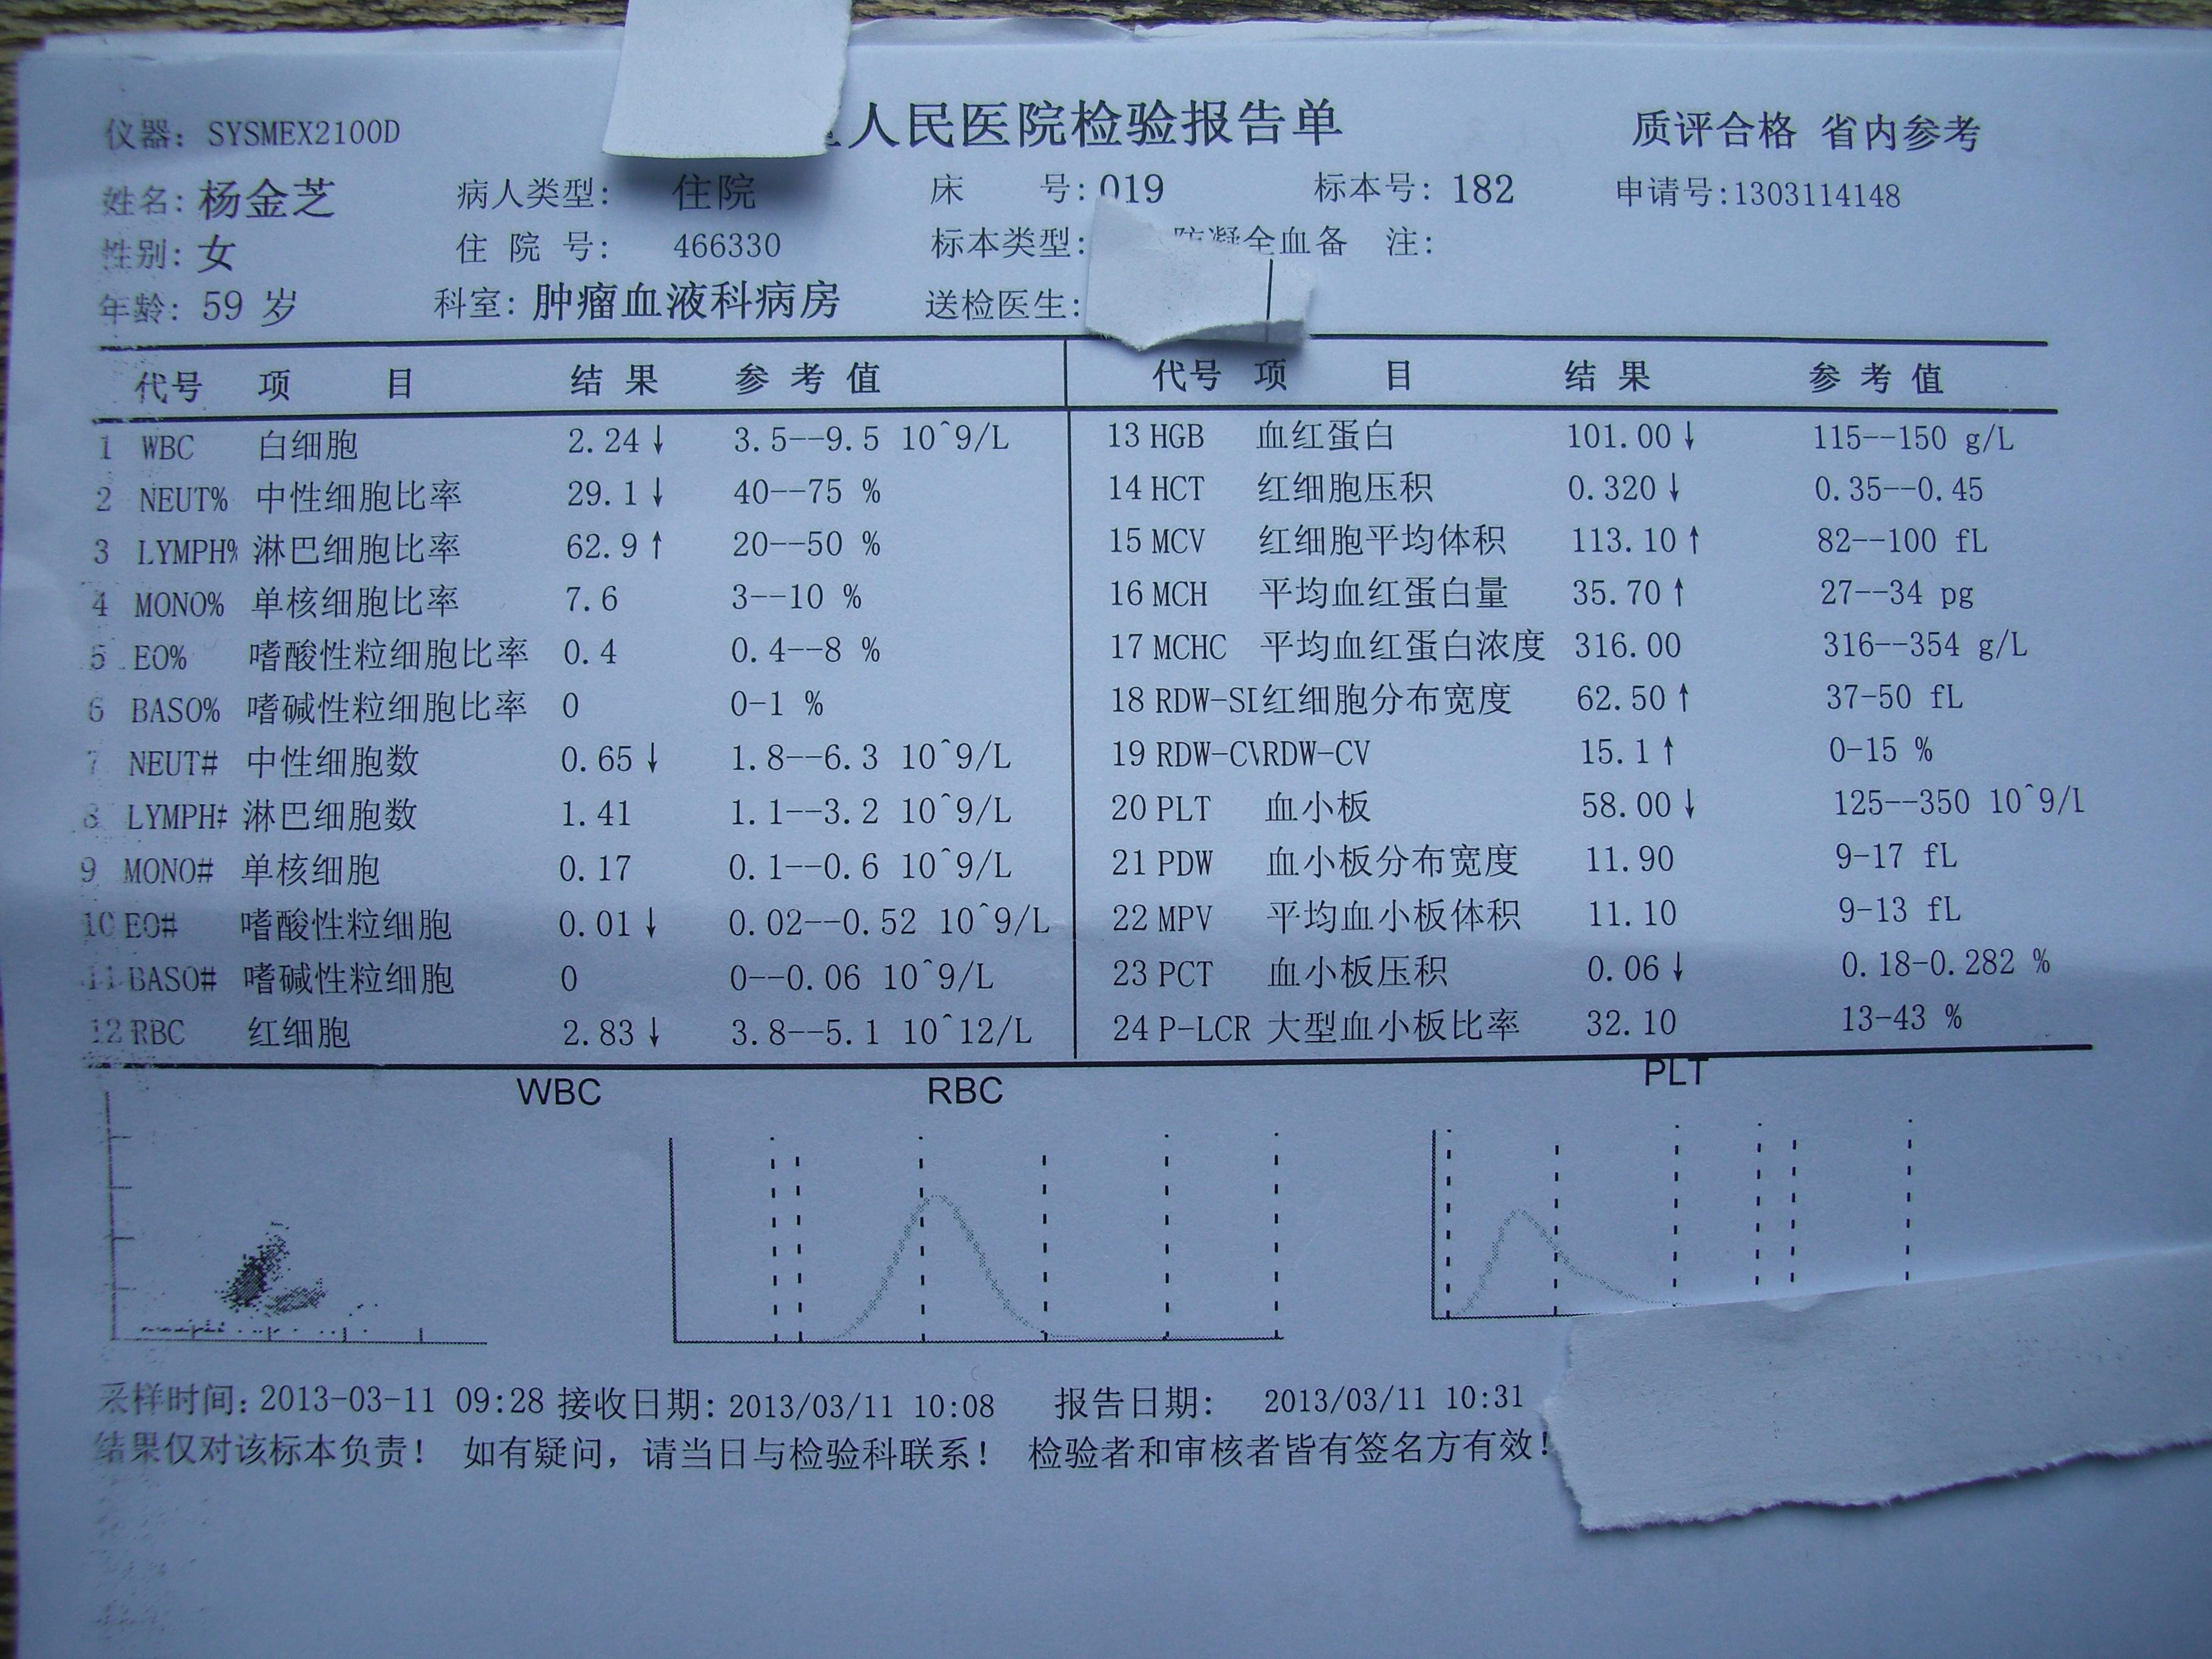 仪器: SYSMEX2100D 人民医院检验报告单 质评合格 省内参考
姓名: 杨金芝 病人类型: 住院 床 号: 019 标本号: 182 申请号:1303114148
性别: 女 住 院 号: 466330 标本类型: 防凝全血备 注:
年龄: 59 岁 科室: 肿瘤血液科病房 送检医生:
代号 项 目 结 果 参 考 值 代号 项 目 结 果 参 考 值
1 WBC 白细胞 2.24↓ 3.5--9.5 10^9/L 13 HGB 血红蛋白 101.00↓ 115--150 g/L
2 NEUT% 中性细胞比率 29.1↓ 40--75 % 14 HCT 红细胞压积 0.320↓ 0.35--0.45
3 LYMPH% 淋巴细胞比率 62.9↑ 20--50 % 15 MCV 红细胞平均体积 113.10↑ 82--100 fL
4 MONO% 单核细胞比率 7.6 3--10 % 16 MCH 平均血红蛋白量 35.70↑ 27--34 pg
5 EO% 嗜酸性粒细胞比率 0.4 0.4--8 % 17 MCHC 平均血红蛋白浓度 316.00 316--354 g/L
6 BASO% 嗜碱性粒细胞比率 0 0-1 % 18 RDW-SI红细胞分布宽度 62.50↑ 37-50 fL
7 NEUT# 中性细胞数 0.65↓ 1.8--6.3 10^9/L 19 RDW-CVRDW-CV 15.1↑ 0-15 %
8 LYMPH# 淋巴细胞数 1.41 1.1--3.2 10^9/L 20 PLT 血小板 58.00↓ 125--350 10^9/L
9 MONO# 单核细胞 0.17 0.1--0.6 10^9/L 21 PDW 血小板分布宽度 11.90 9-17 fL
10 EO# 嗜酸性粒细胞 0.01↓ 0.02--0.52 10^9/L 22 MPV 平均血小板体积 11.10 9-13 fL
11 BASO# 嗜碱性粒细胞 0 0--0.06 10^9/L 23 PCT 血小板压积 0.06↓ 0.18-0.282 %
12 RBC 红细胞 2.83↓ 3.8--5.1 10^12/L 24 P-LCR 大型血小板比率 32.10 13-43 %
WBC RBC PLT
采样时间: 2013-03-11 09:28 接收日期: 2013/03/11 10:08 报告日期: 2013/03/11 10:31
结果仅对该标本负责! 如有疑问,请当日与检验科联系! 检验者和审核者皆有签名方有效!